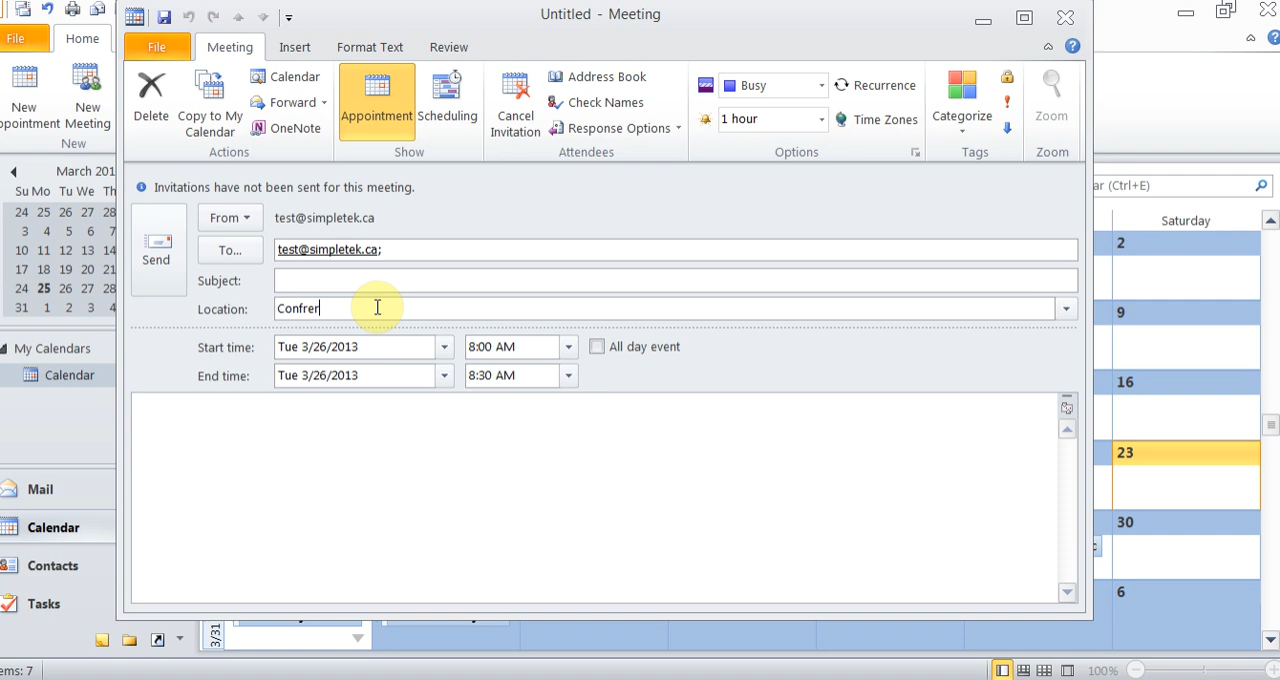 Untitled - Meeting
File Home
File Meeting Insert Format Text Review
New
Appointment
New
Meeting
New
Delete
Copy to My
Calendar
Calendar
Forward
OneNote
Actions
Appointment
Scheduling
Show
Cancel
Invitation
Address Book
Check Names
Response Options
Attendees
Busy
1 hour
Recurrence
Time Zones
Options
Categorize
Tags
Zoom
Zoom
March 201
Su Mo Tu We Th
24 25 26 27 28
3 4 5 6 7
10 11 12 13 14
17 18 19 20 21
24 25 26 27 28
31 1 2 3 4
My Calendars
Calendar
Mail
Calendar
Contacts
Tasks
Invitations have not been sent for this meeting.
Send
From test@simpletek.ca
To... test@simpletek.ca;
Subject:
Location: Confrer
Start time: Tue 3/26/2013 8:00 AM All day event
End time: Tue 3/26/2013 8:30 AM
ar (Ctrl+E)
Saturday
2
9
16
23
30
6
3/31
ems: 7
100%